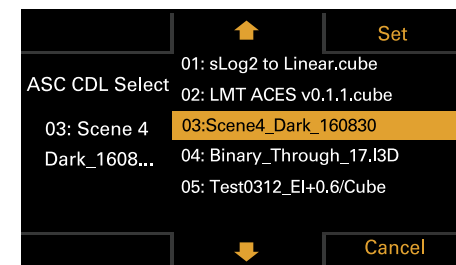 Set
ASC CDL Select
03: Scene 4
Dark_1608...
01: sLog2 to Linear.cube
02: LMT ACES v0.1.1.cube
03:Scene4_Dark_160830
04: Binary_Through_17.l3D
05: Test0312_EI+0.6/Cube
Cancel